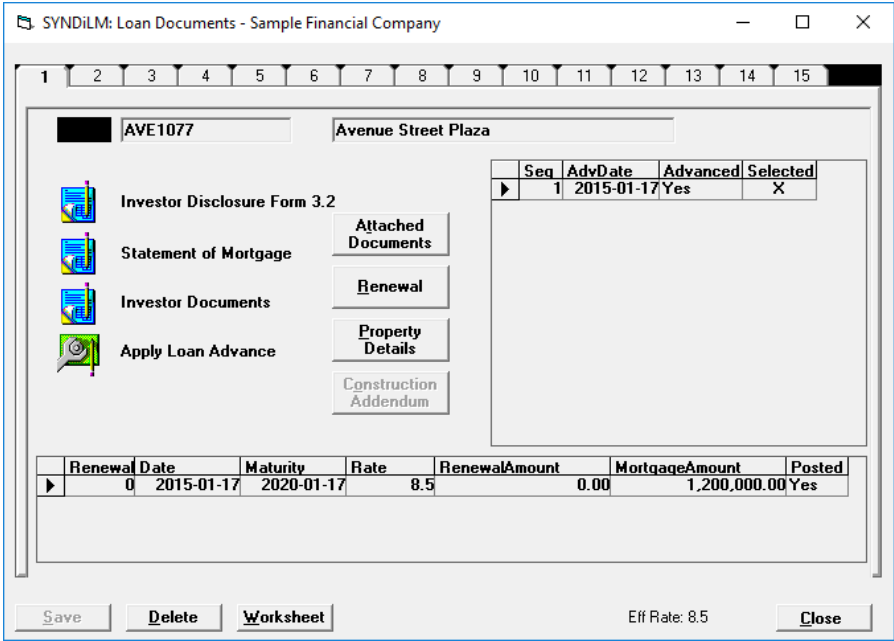 SYNDiLM: Loan Documents - Sample Financial Company
1 2 3 4 5 6 7 8 9 10 11 12 13 14 15
AVE1077 Avenue Street Plaza
Seq AdvDate Advanced Selected
1 2015-01-17 Yes X
Investor Disclosure Form 3.2
Attached
Documents
Statement of Mortgage
Renewal
Investor Documents
Property
Details
Apply Loan Advance
Construction
Addendum
Renewal Date Maturity Rate RenewalAmount MortgageAmount Posted
0 2015-01-17 2020-01-17 8.5 0.00 1,200,000.00 Yes
Save Delete Worksheet Eff Rate: 8.5 Close